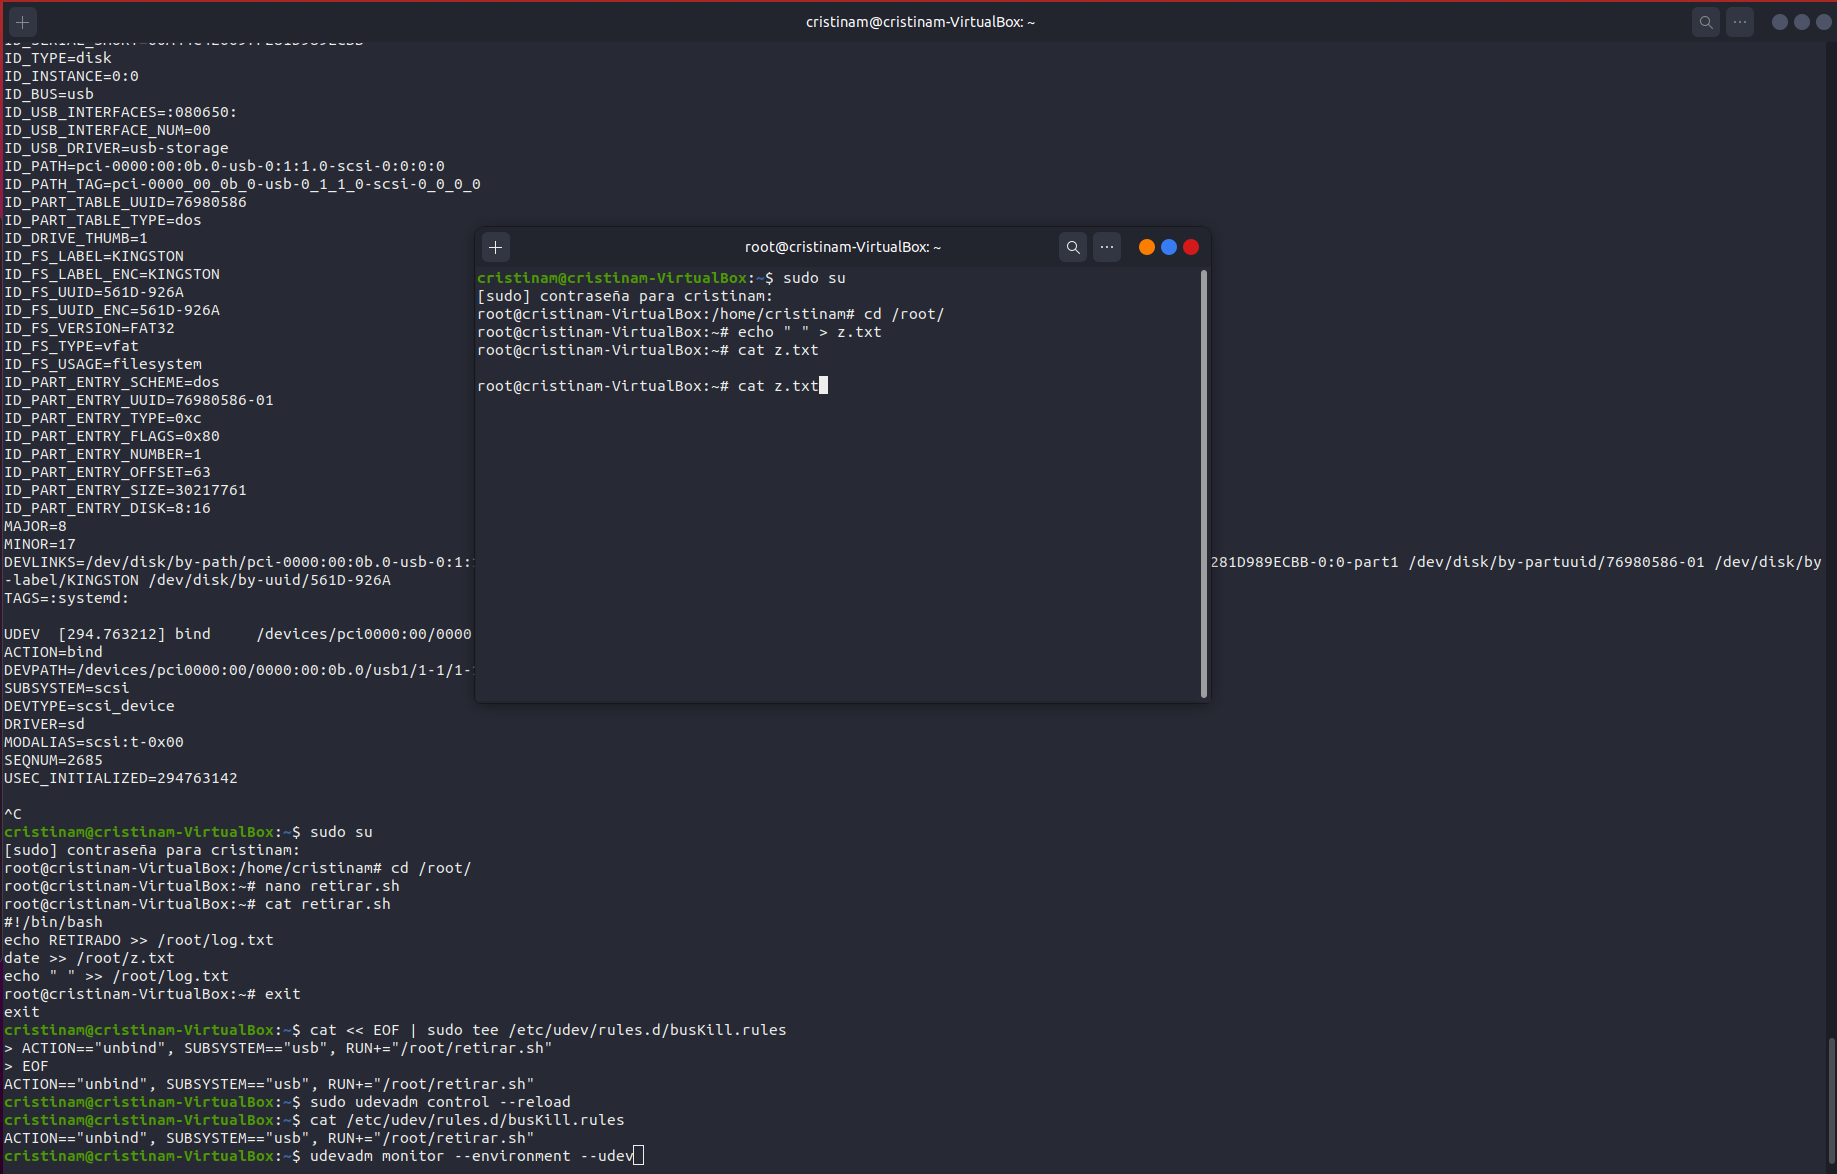 cristinam@cristinam-VirtualBox: ~
ID_TYPE=disk
ID_INSTANCE=0:0
ID_BUS=usb
ID_USB_INTERFACES=:080650:
ID_USB_INTERFACE_NUM=00
ID_USB_DRIVER=usb-storage
ID_PATH=pci-0000:00:0b.0-usb-0:1:1.0-scsi-0:0:0:0
ID_PATH_TAG=pci-0000_00_0b_0-usb-0_1_1_0-scsi-0_0_0_0
ID_PART_TABLE_UUID=76980586
ID_PART_TABLE_TYPE=dos
ID_DRIVE_THUMB=1
ID_FS_LABEL=KINGSTON
ID_FS_LABEL_ENC=KINGSTON
ID_FS_UUID=561D-926A
ID_FS_UUID_ENC=561D-926A
ID_FS_VERSION=FAT32
ID_FS_TYPE=vfat
ID_FS_USAGE=filesystem
ID_PART_ENTRY_SCHEME=dos
ID_PART_ENTRY_UUID=76980586-01
ID_PART_ENTRY_TYPE=0xc
ID_PART_ENTRY_FLAGS=0x80
ID_PART_ENTRY_NUMBER=1
ID_PART_ENTRY_OFFSET=63
ID_PART_ENTRY_SIZE=30217761
ID_PART_ENTRY_DISK=8:16
MAJOR=8
MINOR=17
DEVLINKS=/dev/disk/by-path/pci-0000:00:0b.0-usb-0:1: 281D989ECBB-0:0-part1 /dev/disk/by-partuuid/76980586-01 /dev/disk/by
-label/KINGSTON /dev/disk/by-uuid/561D-926A
TAGS=:systemd:
UDEV  [294.763212] bind     /devices/pci0000:00/0000
ACTION=bind
DEVPATH=/devices/pci0000:00/0000:00:0b.0/usb1/1-1/1-
SUBSYSTEM=scsi
DEVTYPE=scsi_device
DRIVER=sd
MODALIAS=scsi:t-0x00
SEQNUM=2685
USEC_INITIALIZED=294763142
^C
cristinam@cristinam-VirtualBox:~$ sudo su
[sudo] contraseña para cristinam:
root@cristinam-VirtualBox:/home/cristinam# cd /root/
root@cristinam-VirtualBox:~# nano retirar.sh
root@cristinam-VirtualBox:~# cat retirar.sh
#!/bin/bash
echo RETIRADO >> /root/log.txt
date >> /root/z.txt
echo " " >> /root/log.txt
root@cristinam-VirtualBox:~# exit
exit
cristinam@cristinam-VirtualBox:~$ cat << EOF | sudo tee /etc/udev/rules.d/busKill.rules
> ACTION=="unbind", SUBSYSTEM=="usb", RUN+="/root/retirar.sh"
> EOF
ACTION=="unbind", SUBSYSTEM=="usb", RUN+="/root/retirar.sh"
cristinam@cristinam-VirtualBox:~$ sudo udevadm control --reload
cristinam@cristinam-VirtualBox:~$ cat /etc/udev/rules.d/busKill.rules
ACTION=="unbind", SUBSYSTEM=="usb", RUN+="/root/retirar.sh"
cristinam@cristinam-VirtualBox:~$ udevadm monitor --environment --udev
root@cristinam-VirtualBox: ~
cristinam@cristinam-VirtualBox:~$ sudo su
[sudo] contraseña para cristinam:
root@cristinam-VirtualBox:/home/cristinam# cd /root/
root@cristinam-VirtualBox:~# echo " " > z.txt
root@cristinam-VirtualBox:~# cat z.txt
root@cristinam-VirtualBox:~# cat z.txt